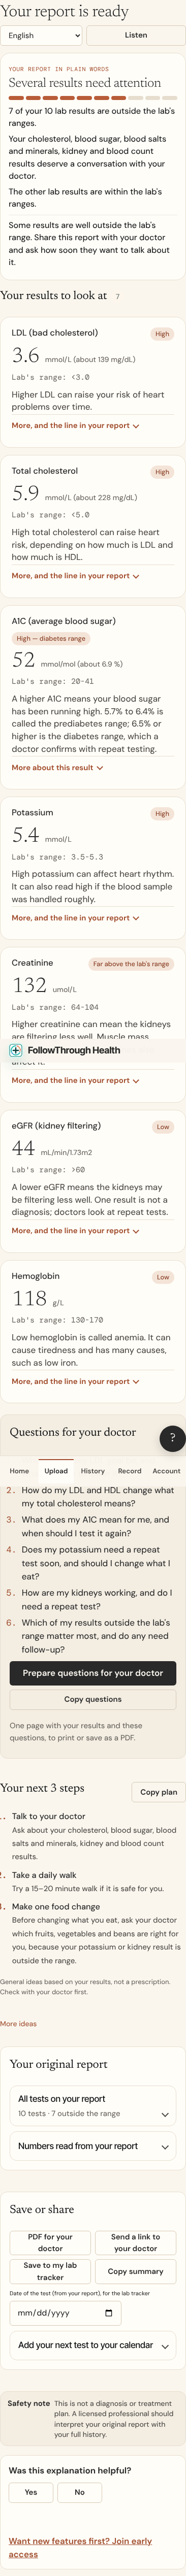 Your report is ready
English
Listen
YOUR REPORT IN PLAIN WORDS
Several results need attention
7 of your 10 lab results are outside the lab's
ranges.
Your cholesterol, blood sugar, blood salts
and minerals, kidney and blood count
results deserve a conversation with your
doctor.
The other lab results are within the lab's
ranges.
Some results are well outside the lab's
range. Share this report with your doctor
and ask how soon they want to talk about
it.
Your results to look at 7
LDL (bad cholesterol)
High
3.6 mmol/L (about 139 mg/dL)
Lab's range: <3.0
Higher LDL can raise your risk of heart
problems over time.
More, and the line in your report
Total cholesterol
High
5.9 mmol/L (about 228 mg/dL)
Lab's range: <5.0
High total cholesterol can raise heart
risk, depending on how much is LDL and
how much is HDL.
More, and the line in your report
A1C (average blood sugar)
High — diabetes range
52 mmol/mol (about 6.9 %)
Lab's range: 20-41
A higher A1C means your blood sugar
has been running high. 5.7% to 6.4% is
called the prediabetes range; 6.5% or
higher is the diabetes range, which a
doctor confirms with repeat testing.
More about this result
Potassium
High
5.4 mmol/L
Lab's range: 3.5-5.3
High potassium can affect heart rhythm.
It can also read high if the blood sample
was handled roughly.
More, and the line in your report
Creatinine
Far above the lab's range
132 umol/L
Lab's range: 64-104
Higher creatinine can mean the kidneys
are filtering less well. Muscle mass
FollowThrough Health
affect it.
More, and the line in your report
eGFR (kidney filtering)
Low
44 mL/min/1.73m2
Lab's range: >60
A lower eGFR means the kidneys may
be filtering less well. One result is not a
diagnosis; doctors look at repeat tests.
More, and the line in your report
Hemoglobin
Low
118 g/L
Lab's range: 130-170
Low hemoglobin is called anemia. It can
cause tiredness and has many causes,
such as low iron.
More, and the line in your report
Questions for your doctor
?
Home
Upload
History
Record
Account
2. How do my LDL and HDL change what
my total cholesterol means?
3. What does my A1C mean for me, and
when should I test it again?
4. Does my potassium need a repeat
test soon, and should I change what I
eat?
5. How are my kidneys working, and do I
need a repeat test?
6. Which of my results outside the lab's
range matter most, and do any need
follow-up?
Prepare questions for your doctor
Copy questions
One page with your results and these
questions, to print or save as a PDF.
Your next 3 steps
Copy plan
Talk to your doctor
Ask about your cholesterol, blood sugar, blood
salts and minerals, kidney and blood count
results.
Take a daily walk
Try a 15–20 minute walk if it is safe for you.
Make one food change
Before changing what you eat, ask your doctor
which fruits, vegetables and beans are right for
you, because your potassium or kidney result is
outside the range.
General ideas based on your results, not a prescription.
Check with your doctor first.
More ideas
Your original report
All tests on your report
10 tests · 7 outside the range
Numbers read from your report
Save or share
PDF for your
doctor
Send a link to
your doctor
Save to my lab
tracker
Copy summary
Date of the test (from your report), for the lab tracker
mm/dd/yyyy
Add your next test to your calendar
Safety note
This is not a diagnosis or treatment
plan. A licensed professional should
interpret your original report with
your full history.
Was this explanation helpful?
Yes
No
Want new features first? Join early
access